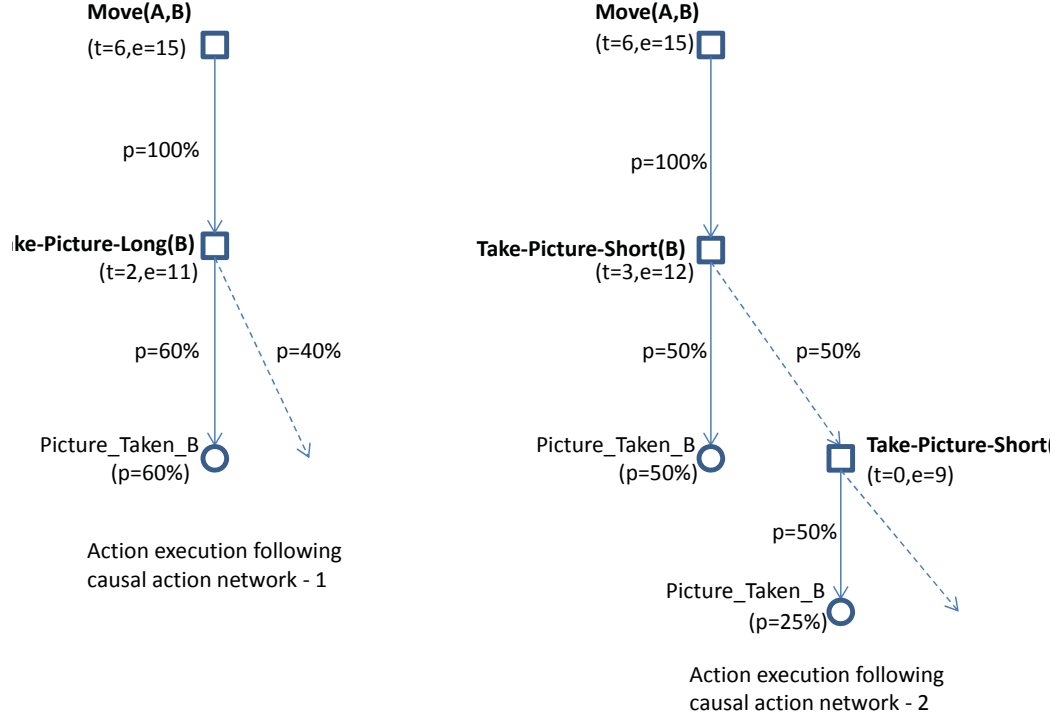 Move(A,B)
(t=6,e=15)
p=100%
ke-Picture-Long(B)
(t=2,e=11)
p=60%
p=40%
Picture_Taken_B
(p=60%)
Action execution following
causal action network - 1
Move(A,B)
(t=6,e=15)
p=100%
Take-Picture-Short(B)
(t=3,e=12)
p=50%
p=50%
Picture_Taken_B
(p=50%)
Take-Picture-Short(
(t=0,e=9)
p=50%
Picture_Taken_B
(p=25%)
Action execution following
causal action network - 2